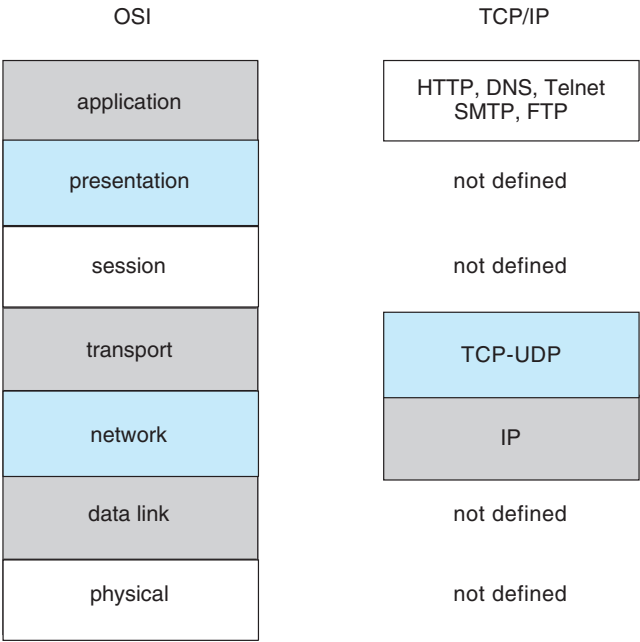 OSI
TCP/IP
application
HTTP, DNS, Telnet
SMTP, FTP
presentation
not defined
session
not defined
transport
TCP-UDP
network
IP
data link
not defined
physical
not defined